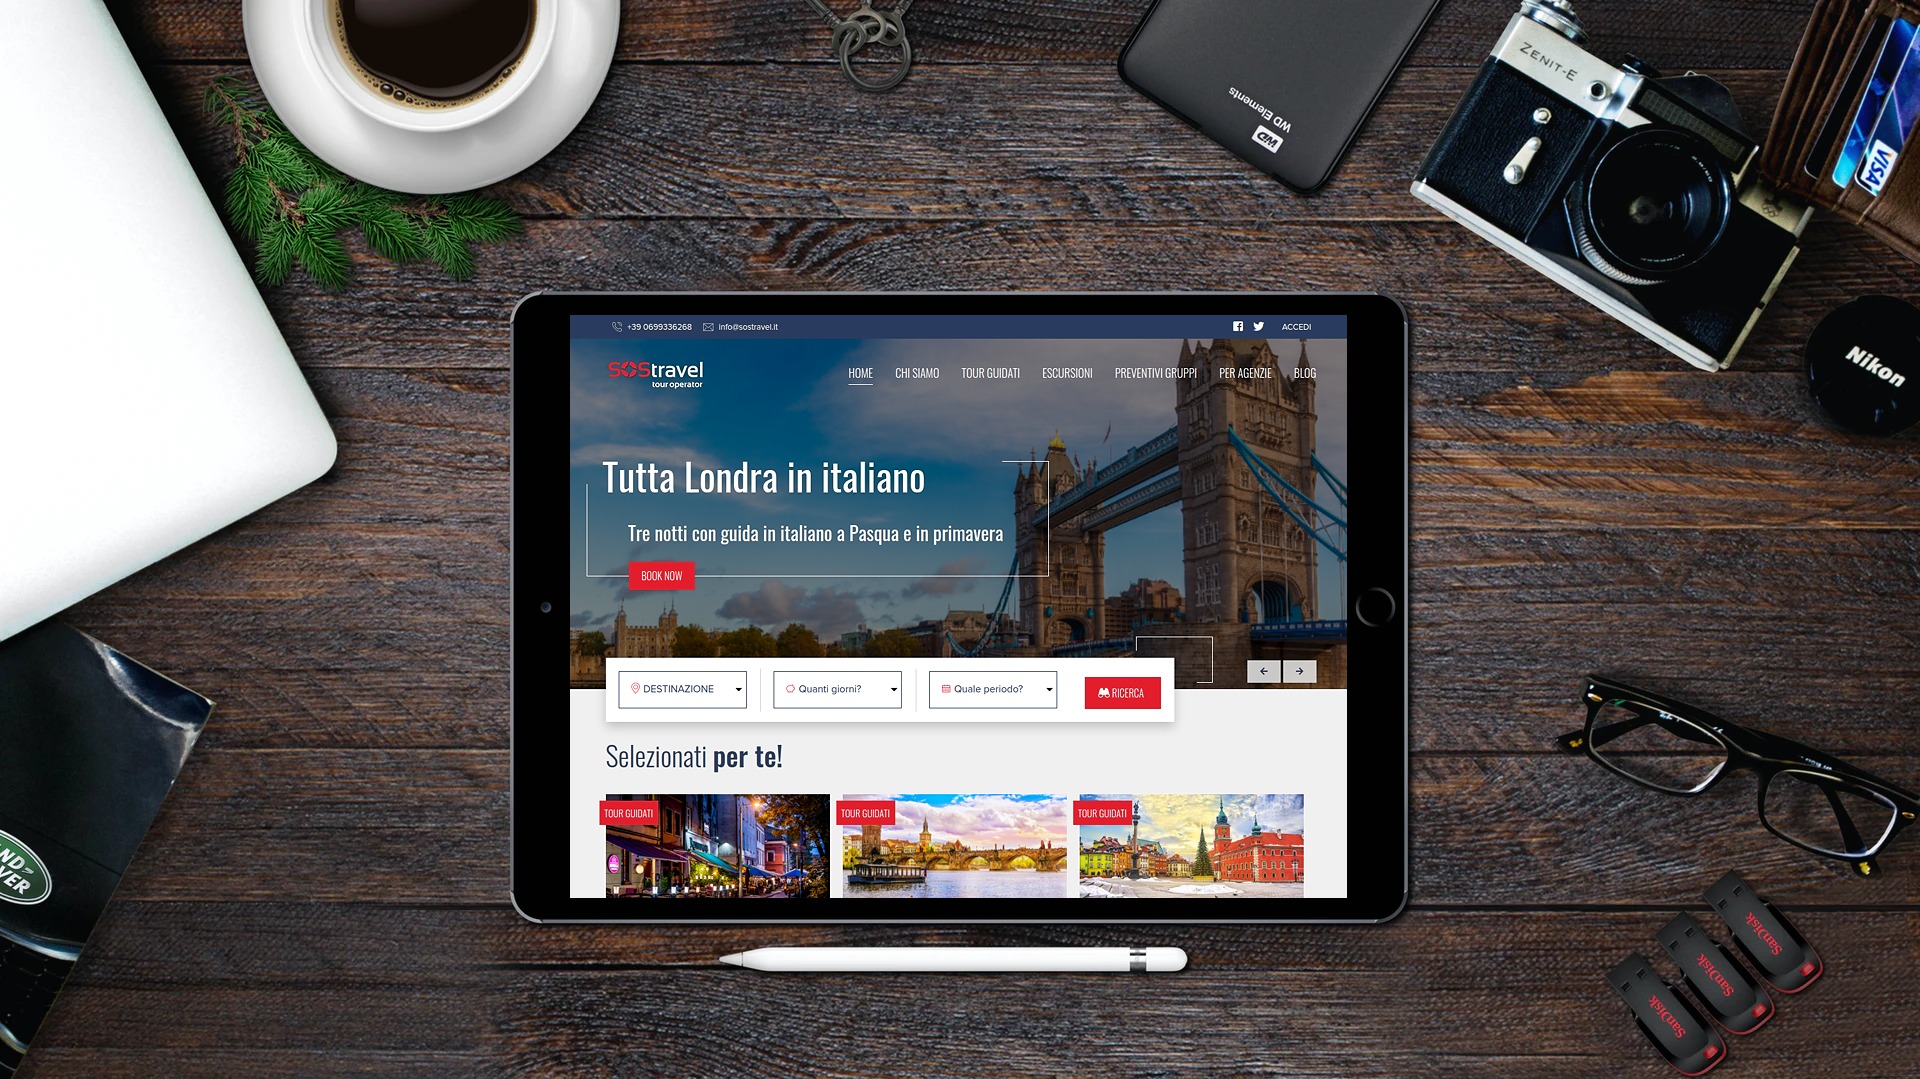 WD Elements
WD
ZENIT-E
VISA
Nikon
+39 0699336268
info@sostravel.it
ACCEDI
SOStravel
tour operator
HOME
CHI SIAMO
TOUR GUIDATI
ESCURSIONI
PREVENTIVI GRUPPI
PER AGENZIE
BLOG
Tutta Londra in italiano
Tre notti con guida in italiano a Pasqua e in primavera
BOOK NOW
DESTINAZIONE
Quanti giorni?
Quale periodo?
RICERCA
Selezionati per te!
TOUR GUIDATI
TOUR GUIDATI
TOUR GUIDATI
SanDisk
SanDisk
SanDisk